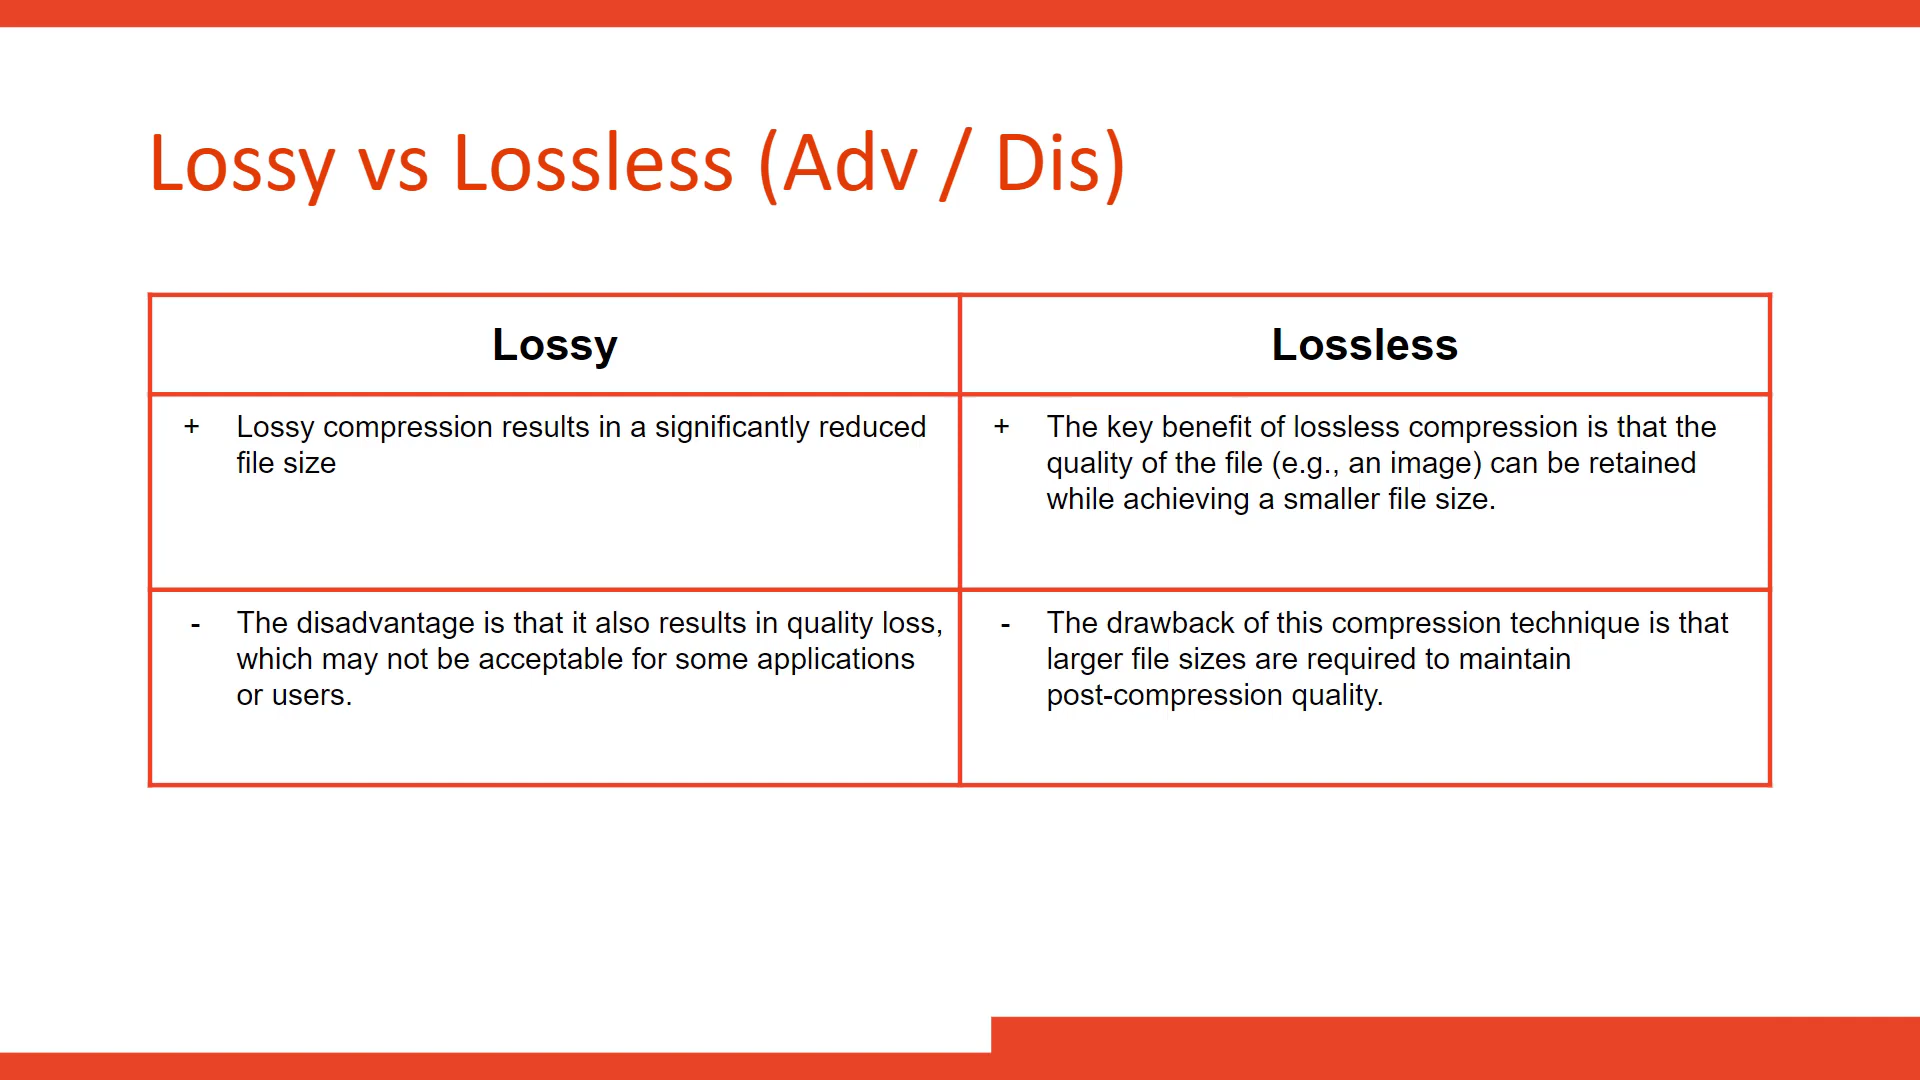 Lossy vs Lossless (Adv / Dis)
Lossy
Lossless
+ Lossy compression results in a significantly reduced
file size
+ The key benefit of lossless compression is that the
quality of the file (e.g., an image) can be retained
while achieving a smaller file size.
- The disadvantage is that it also results in quality loss,
which may not be acceptable for some applications
or users.
- The drawback of this compression technique is that
larger file sizes are required to maintain
post-compression quality.